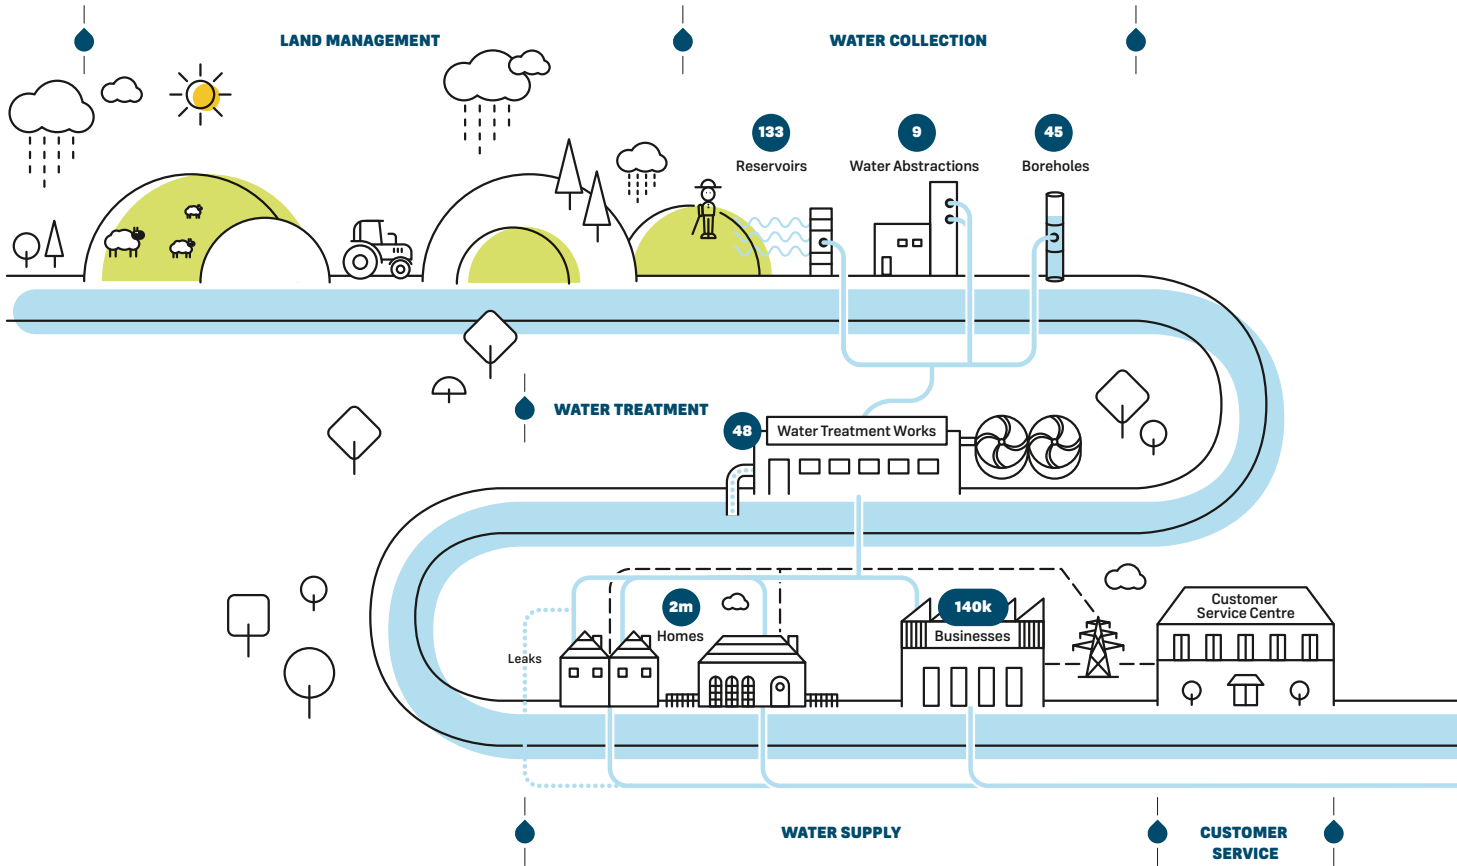 LAND MANAGEMENT
WATER COLLECTION
133
Reservoirs
9
Water Abstractions
45
Boreholes
WATER TREATMENT
48
Water Treatment Works
2m
Homes
140k
Businesses
Customer
Service Centre
Leaks
WATER SUPPLY
CUSTOMER
SERVICE